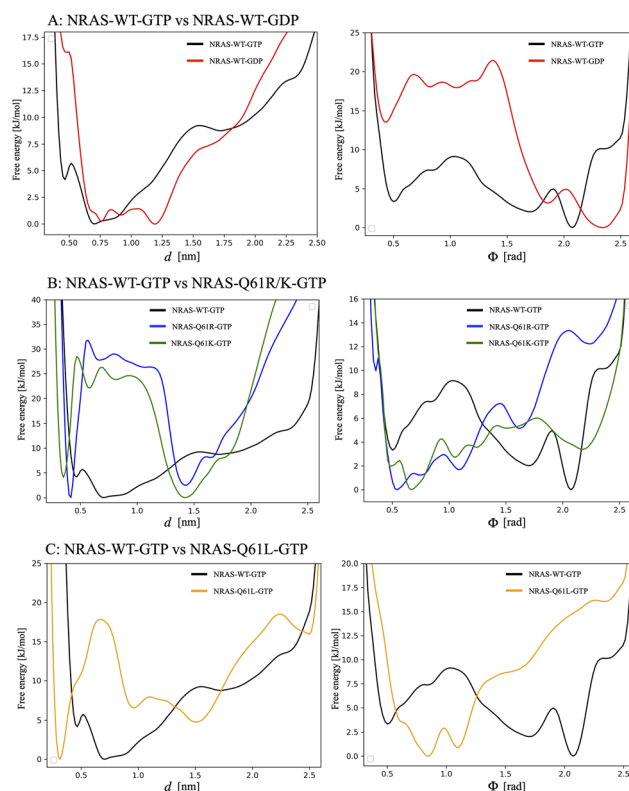 A: NRAS-WT-GTP vs NRAS-WT-GDP
Free energy [kJ/mol]
17.5
15.0
12.5
10.0
7.5
5.0
2.5
0.0
NRAS-WT-GTP
NRAS-WT-GDP
0.50 0.75 1.00 1.25 1.50 1.75 2.00 2.25 2.50
d [nm]
Free energy [kJ/mol]
25
20
15
10
5
0
NRAS-WT-GTP
NRAS-WT-GDP
0.5 1.0 1.5 2.0 2.5
Φ [rad]
B: NRAS-WT-GTP vs NRAS-Q61R/K-GTP
Free energy [kJ/mol]
40
35
30
25
20
15
10
5
0
NRAS-WT-GTP
NRAS-Q61R-GTP
NRAS-Q61K-GTP
0.5 1.0 1.5 2.0 2.5
d [nm]
Free energy [kJ/mol]
16
14
12
10
8
6
4
2
0
NRAS-WT-GTP
NRAS-Q61R-GTP
NRAS-Q61K-GTP
0.5 1.0 1.5 2.0 2.5
Φ [rad]
C: NRAS-WT-GTP vs NRAS-Q61L-GTP
Free energy [kJ/mol]
25
20
15
10
5
0
NRAS-WT-GTP
NRAS-Q61L-GTP
0.5 1.0 1.5 2.0 2.5
d [nm]
Free energy [kJ/mol]
20.0
17.5
15.0
12.5
10.0
7.5
5.0
2.5
0.0
NRAS-WT-GTP
NRAS-Q61L-GTP
0.5 1.0 1.5 2.0 2.5
Φ [rad]